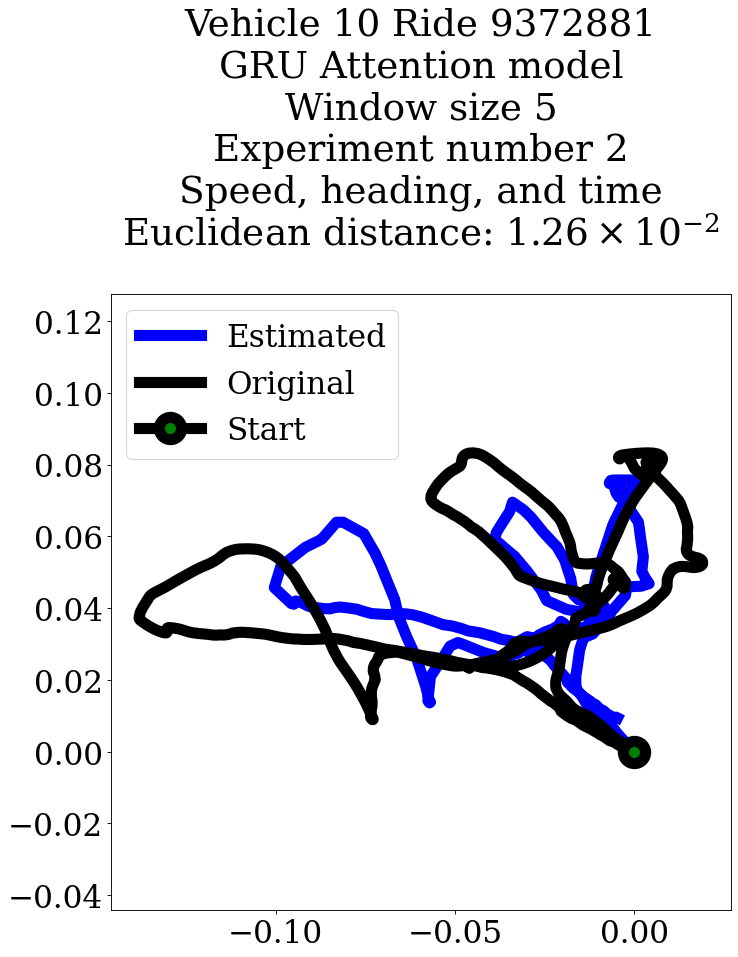 Vehicle 10 Ride 9372881
GRU Attention model
Window size 5
Experiment number 2
Speed, heading, and time
Euclidean distance: 1.26 × 10⁻²
Estimated
Original
Start
0.12
0.10
0.08
0.06
0.04
0.02
0.00
−0.02
−0.04
−0.10
−0.05
0.00